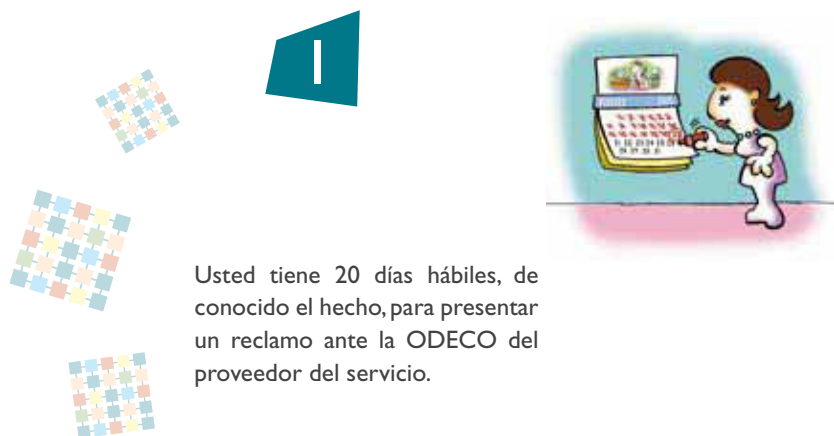 1
Usted tiene 20 días hábiles, de
conocido el hecho, para presentar
un reclamo ante la ODECO del
proveedor del servicio.